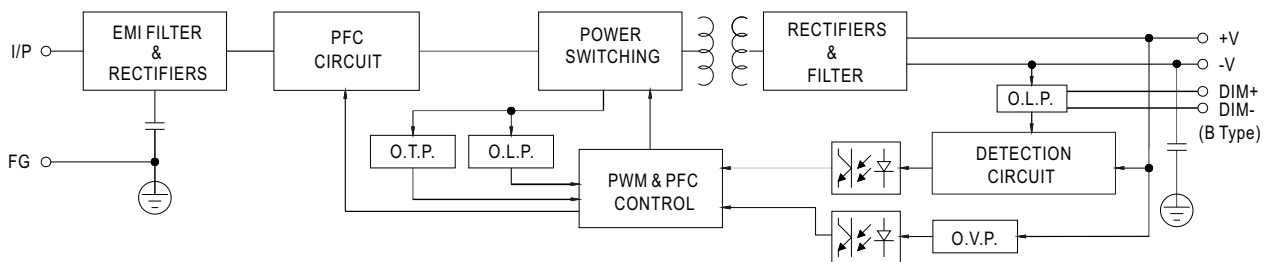 I/P
EMI FILTER
&
RECTIFIERS
PFC
CIRCUIT
POWER
SWITCHING
RECTIFIERS
&
FILTER
+V
-V
DIM+
DIM-
(B Type)
O.L.P.
FG
O.T.P.
O.L.P.
PWM & PFC
CONTROL
DETECTION
CIRCUIT
O.V.P.